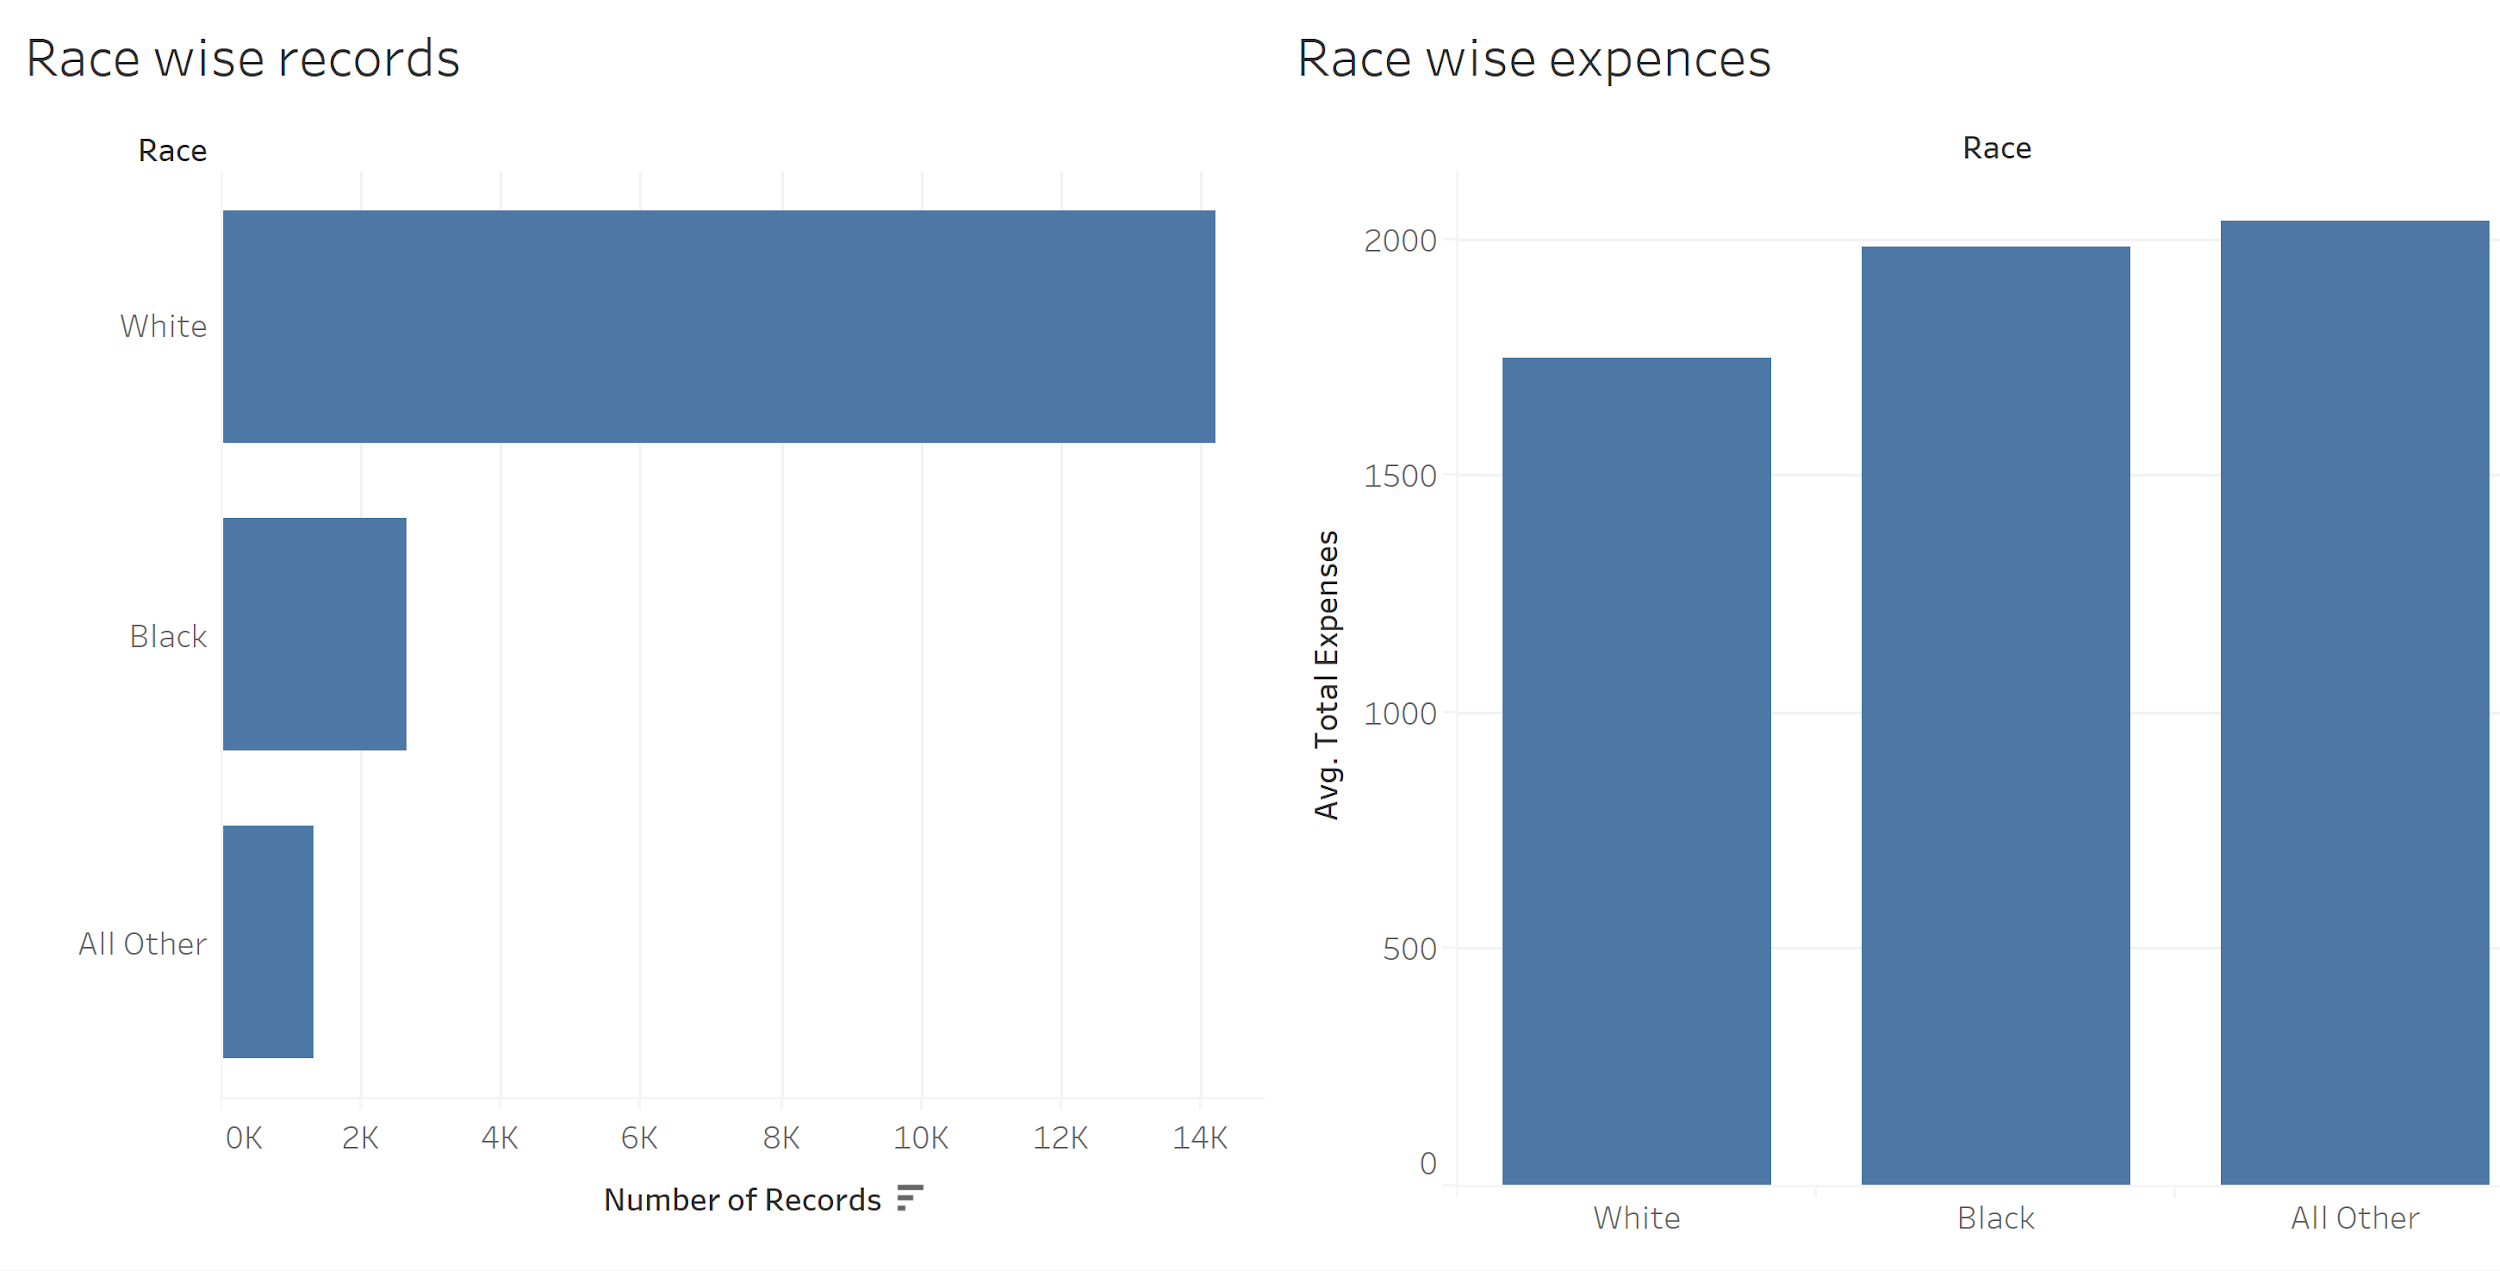 Race wise records
Race
White
Black
All Other
0K 2K 4K 6K 8K 10K 12K 14K
Number of Records
Race wise expences
Race
Avg. Total Expenses
2000
1500
1000
500
0
White Black All Other